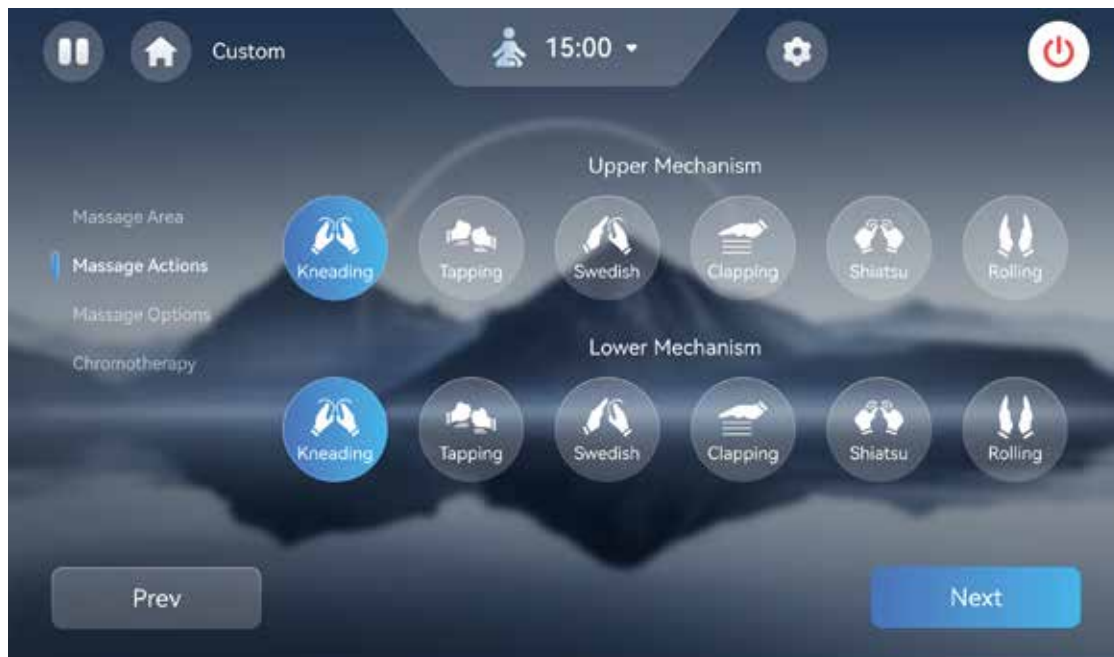 Custom
15:00
Upper Mechanism
Massage Area
Massage Actions
Massage Options
Chromotherapy
Kneading Tapping Swedish Clapping Shiatsu Rolling
Lower Mechanism
Kneading Tapping Swedish Clapping Shiatsu Rolling
Prev Next